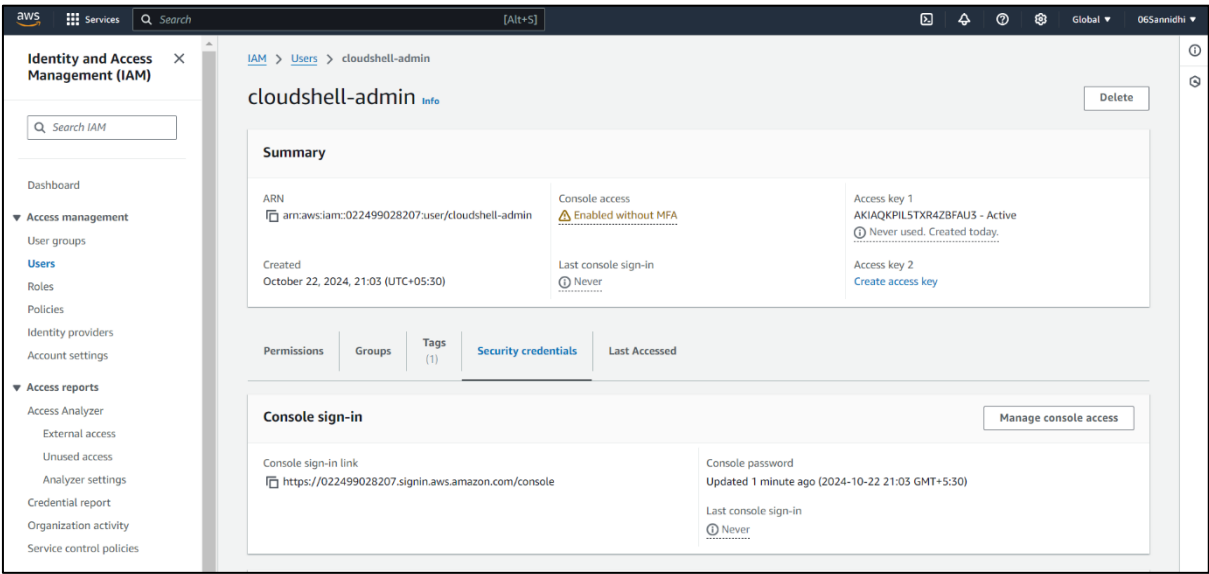 aws
Services
Search
[Alt+S]
Global
06Sannidhi
Identity and Access
Management (IAM)
Search IAM
Dashboard
Access management
User groups
Users
Roles
Policies
Identity providers
Account settings
Access reports
Access Analyzer
External access
Unused access
Analyzer settings
Credential report
Organization activity
Service control policies
IAM > Users > cloudshell-admin
cloudshell-admin Info
Delete
Summary
ARN
arn:aws:iam::022499028207:user/cloudshell-admin
Console access
Enabled without MFA
Access key 1
AKIAQKPIL5TXR4ZBFAU3 - Active
Never used. Created today.
Created
October 22, 2024, 21:03 (UTC+05:30)
Last console sign-in
Never
Access key 2
Create access key
Permissions
Groups
Tags
(1)
Security credentials
Last Accessed
Console sign-in
Manage console access
Console sign-in link
https://022499028207.signin.aws.amazon.com/console
Console password
Updated 1 minute ago (2024-10-22 21:03 GMT+5:30)
Last console sign-in
Never